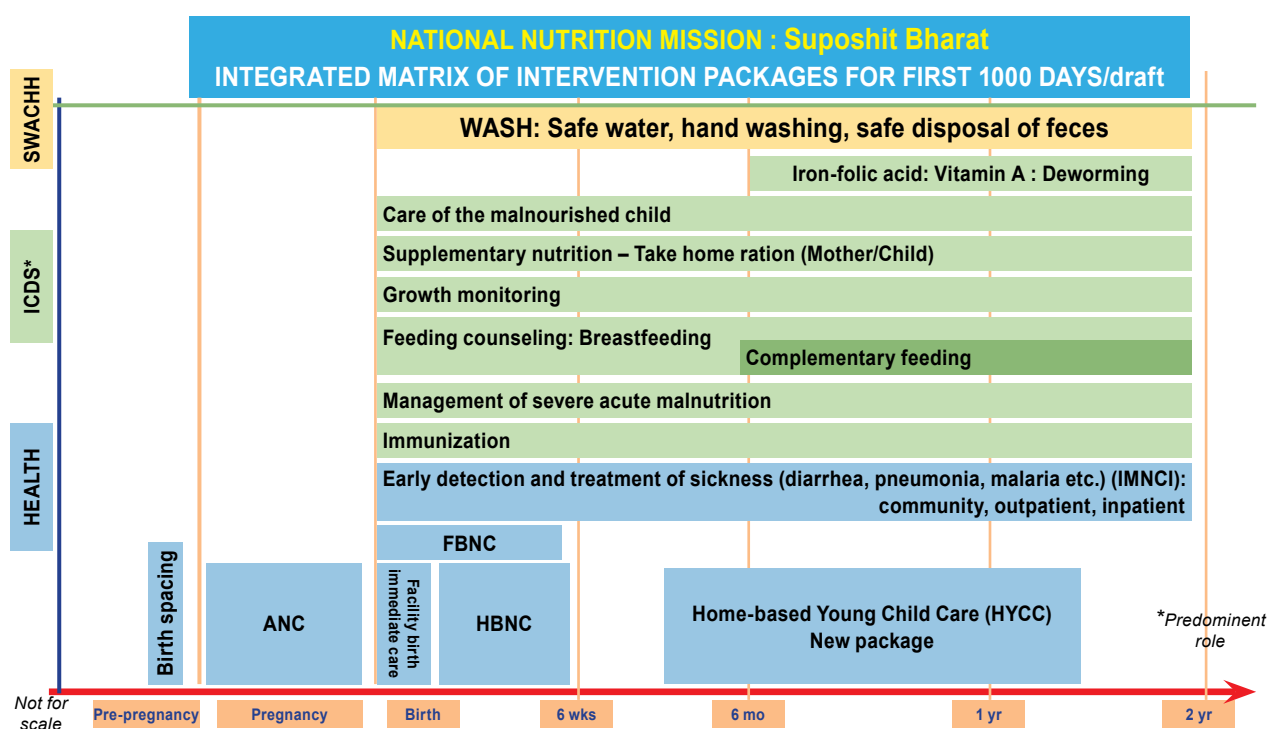 NATIONAL NUTRITION MISSION : Suposhit Bharat
INTEGRATED MATRIX OF INTERVENTION PACKAGES FOR FIRST 1000 DAYS/draft
SWACHH
WASH: Safe water, hand washing, safe disposal of feces
Iron-folic acid: Vitamin A : Deworming
Care of the malnourished child
ICDS*
Supplementary nutrition – Take home ration (Mother/Child)
Growth monitoring
Feeding counseling: Breastfeeding
Complementary feeding
Management of severe acute malnutrition
HEALTH
Immunization
Early detection and treatment of sickness (diarrhea, pneumonia, malaria etc.) (IMNCI):
community, outpatient, inpatient
FBNC
Birth spacing
ANC
Facility birth
immediate care
HBNC
Home-based Young Child Care (HYCC)
New package
*Predominent
role
Not for
scale
Pre-pregnancy
Pregnancy
Birth
6 wks
6 mo
1 yr
2 yr